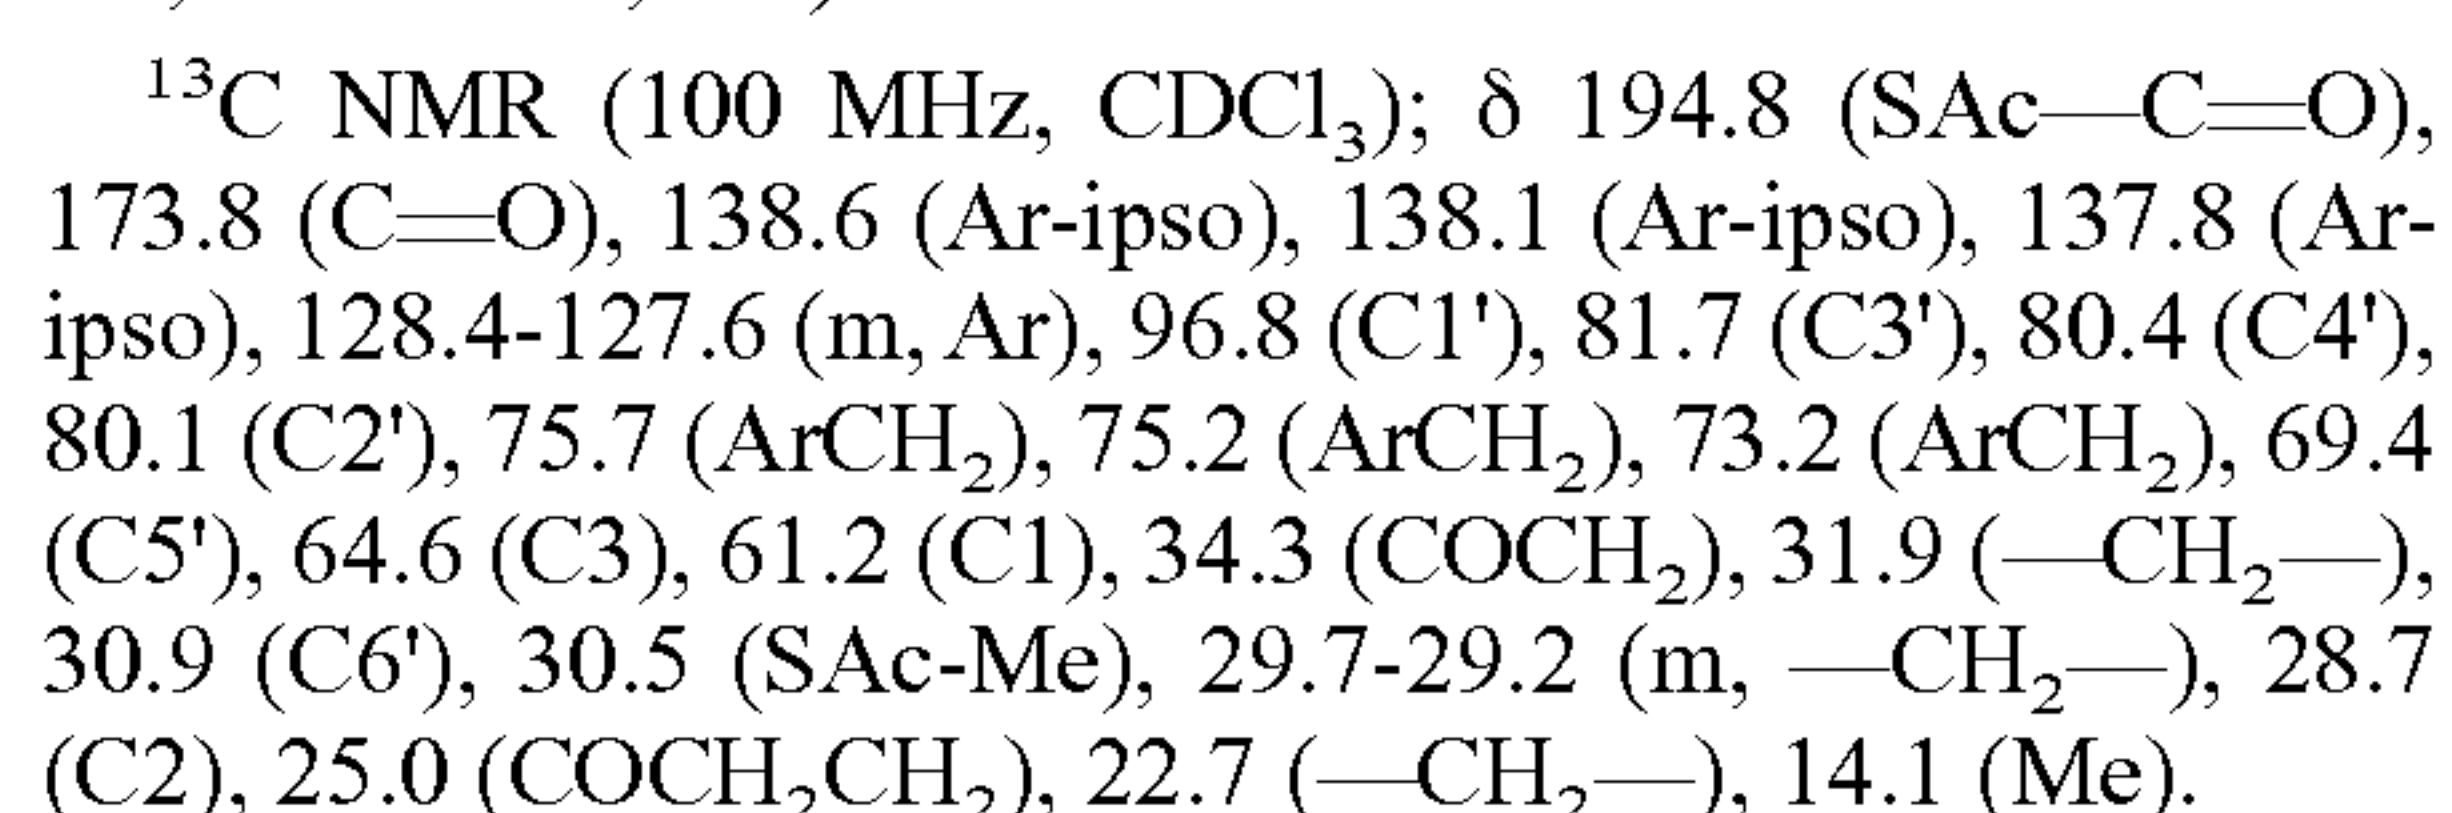 ¹³C NMR (100 MHz, CDCl₃); δ 194.8 (SAc—C═O),
173.8 (C═O), 138.6 (Ar-ipso), 138.1 (Ar-ipso), 137.8 (Ar-
ipso), 128.4-127.6 (m, Ar), 96.8 (C1'), 81.7 (C3'), 80.4 (C4'),
80.1 (C2'), 75.7 (ArCH₂), 75.2 (ArCH₂), 73.2 (ArCH₂), 69.4
(C5'), 64.6 (C3), 61.2 (C1), 34.3 (COCH₂), 31.9 (—CH₂—),
30.9 (C6'), 30.5 (SAc-Me), 29.7-29.2 (m, —CH₂—), 28.7
(C2), 25.0 (COCH₂CH₂), 22.7 (—CH₂—), 14.1 (Me).